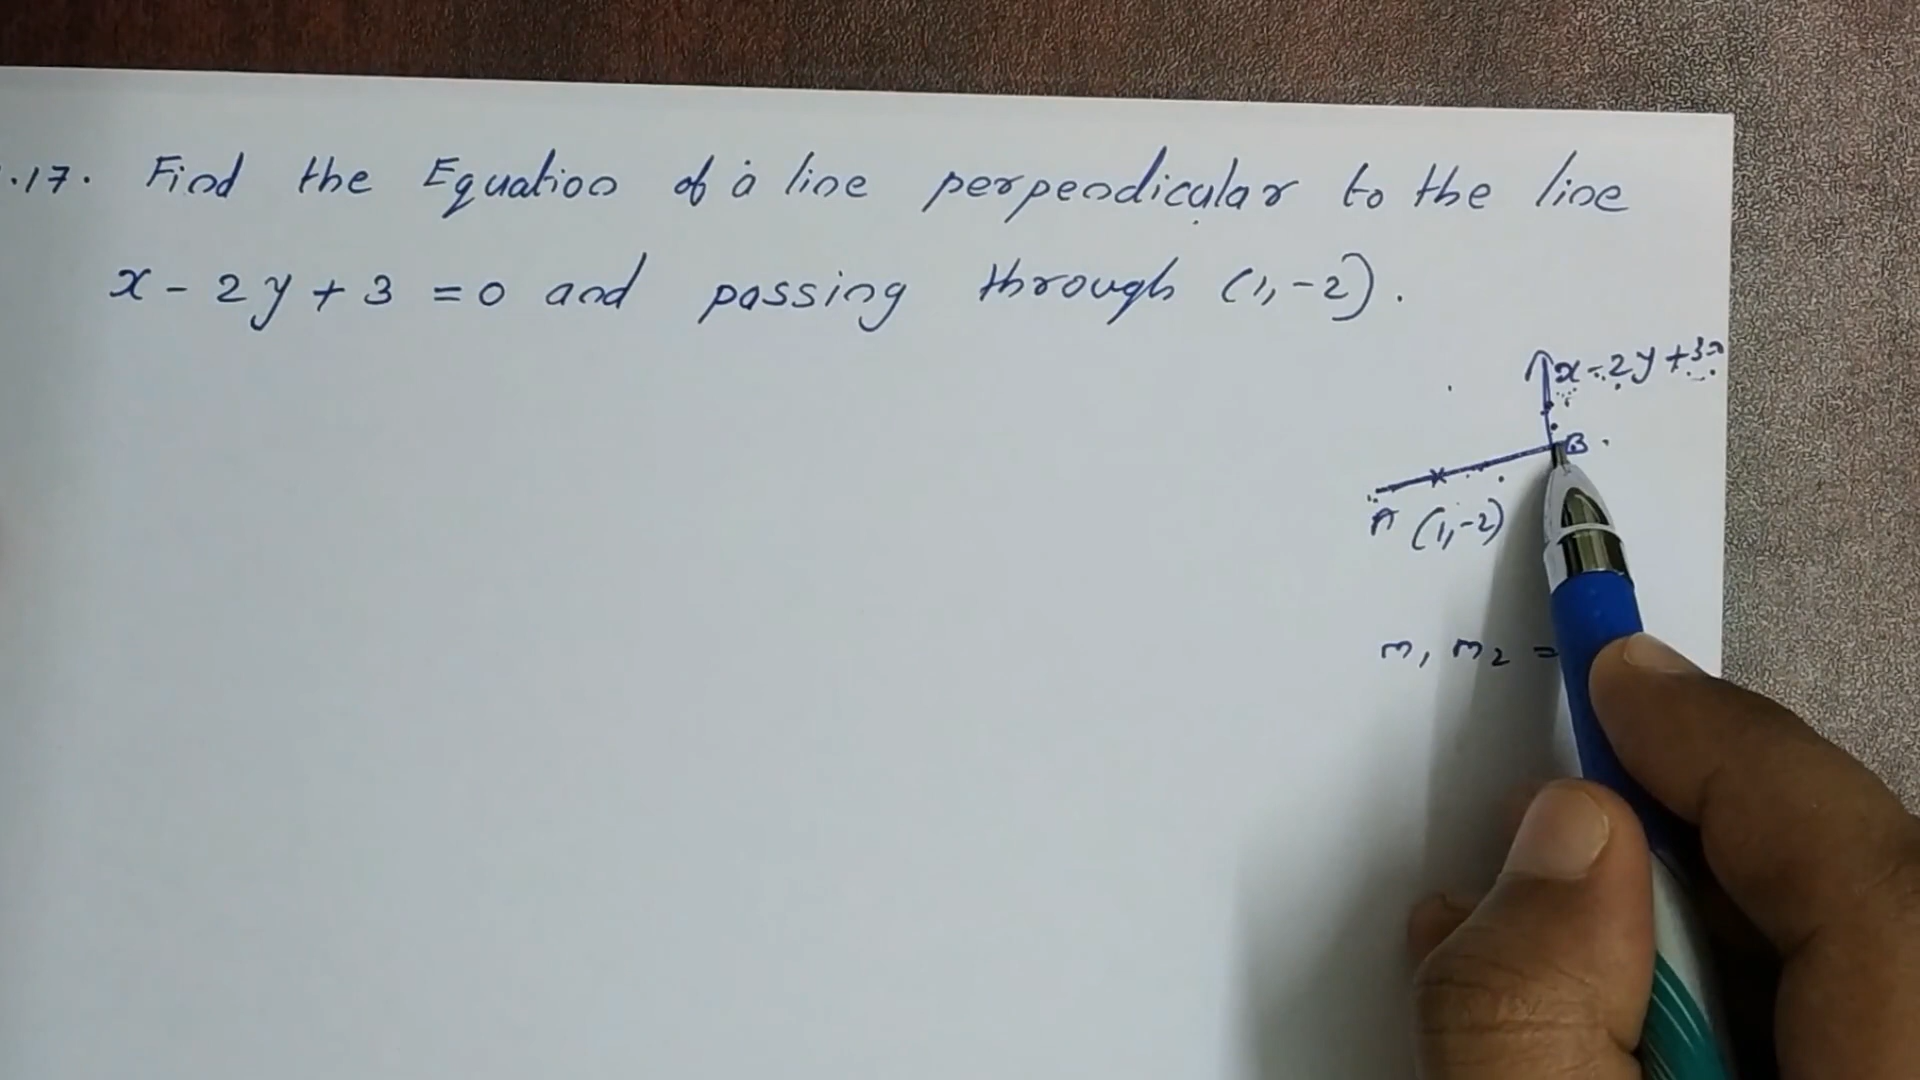 .17. Find the Equation of a line perpendicular to the line
x - 2y + 3 = 0 and passing through (1, -2).
x - 2y + 3 =
B
A (1, -2)
m1 m2 =